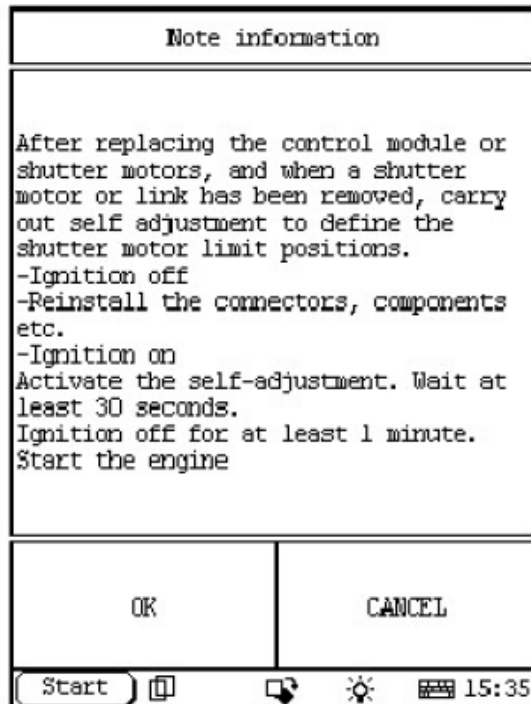 Note information
After replacing the control module or
shutter motors, and when a shutter
motor or link has been removed, carry
out self adjustment to define the
shutter motor limit positions.
-Ignition off
-Reinstall the connectors, components
etc.
-Ignition on
Activate the self-adjustment. Wait at
least 30 seconds.
Ignition off for at least 1 minute.
Start the engine
OK
CANCEL
Start
15:35